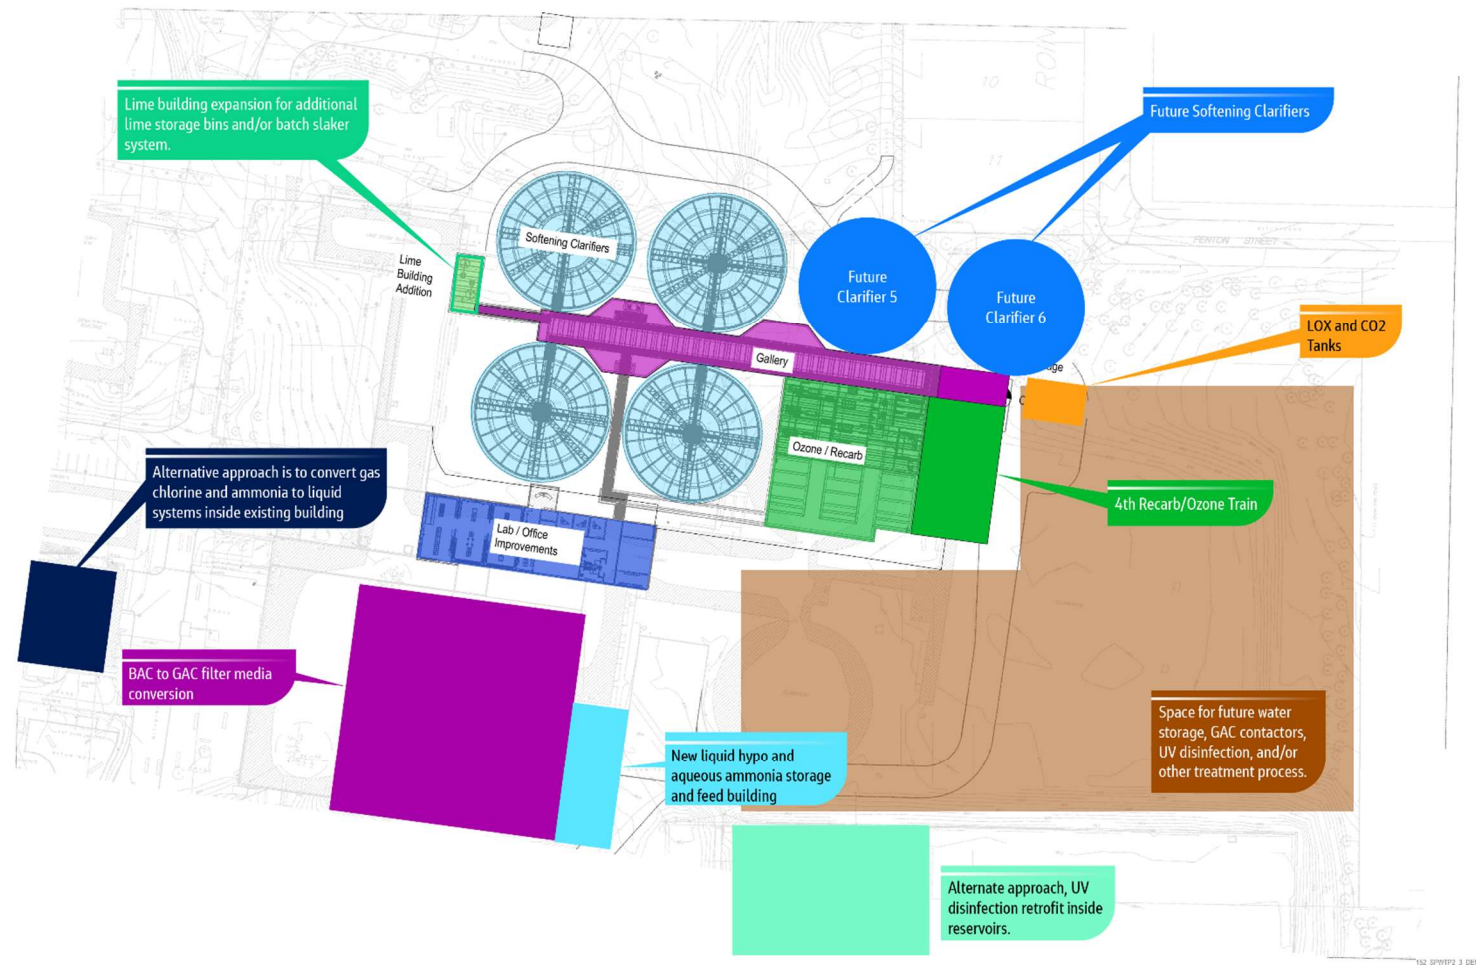 ROIN
10
11
Lime building expansion for additional
lime storage bins and/or batch slaker
system.
Future Softening Clarifiers
Softening Clarifiers
FENTON STREET
Lime
Building
Addition
Future
Clarifier 5
Future
Clarifier 6
LOX and CO2
Tanks
Gallery
Ozone / Recarb
Alternative approach is to convert gas
chlorine and ammonia to liquid
systems inside existing building
4th Recarb/Ozone Train
Lab / Office
Improvements
BAC to GAC filter media
conversion
Space for future water
storage, GAC contactors,
UV disinfection, and/or
other treatment process.
New liquid hypo and
aqueous ammonia storage
and feed building
Alternate approach, UV
disinfection retrofit inside
reservoirs.